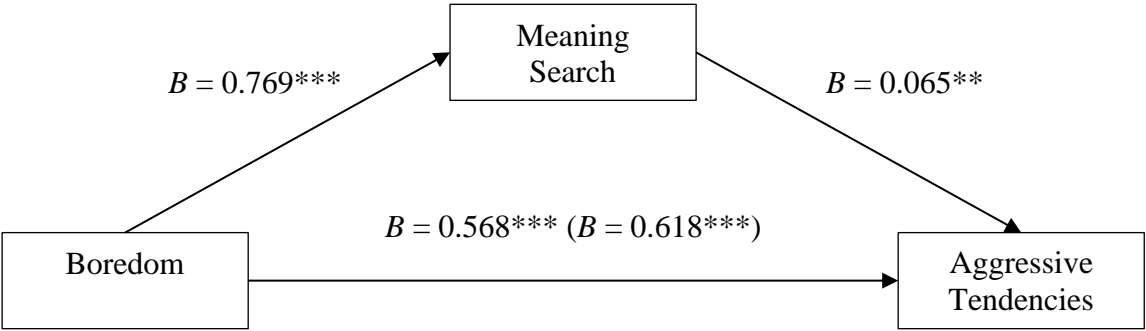 Meaning
Search
B = 0.769***
B = 0.065**
B = 0.568*** (B = 0.618***)
Boredom
Aggressive
Tendencies